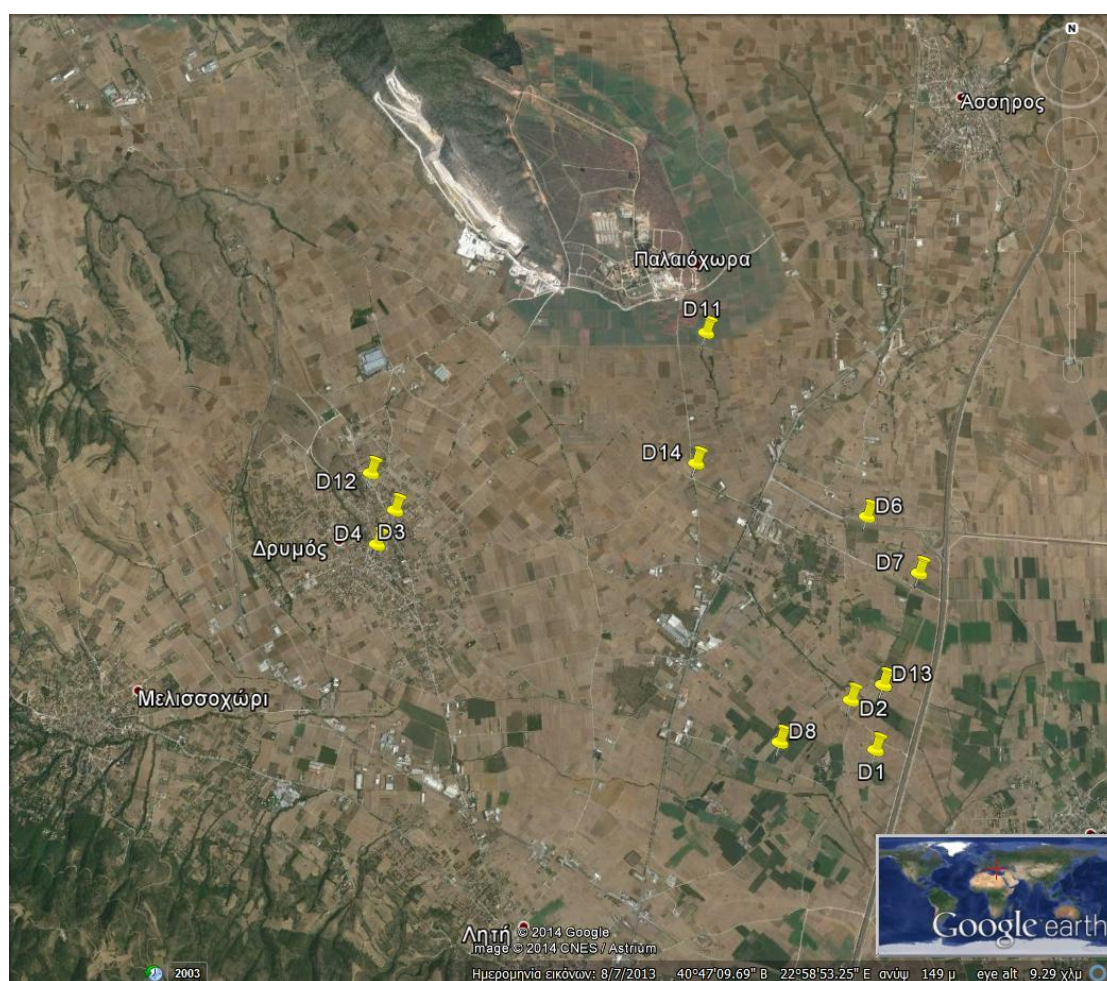 N
Άσσηρος
Παλαιόχωρα
D11
D14
D12
D6
D4 D3
Δρυμός
D7
D13
Μελισσοχώρι
D2
D8
D1
Google earth
Λητή
© 2014 Google
Image © 2014 CNES / Astrium
2003
Ημερομηνία εικόνων: 8/7/2013 40°47'09.69" Β 22°58'53.25" Ε ανύψ 149 μ eye alt 9.29 χλμ